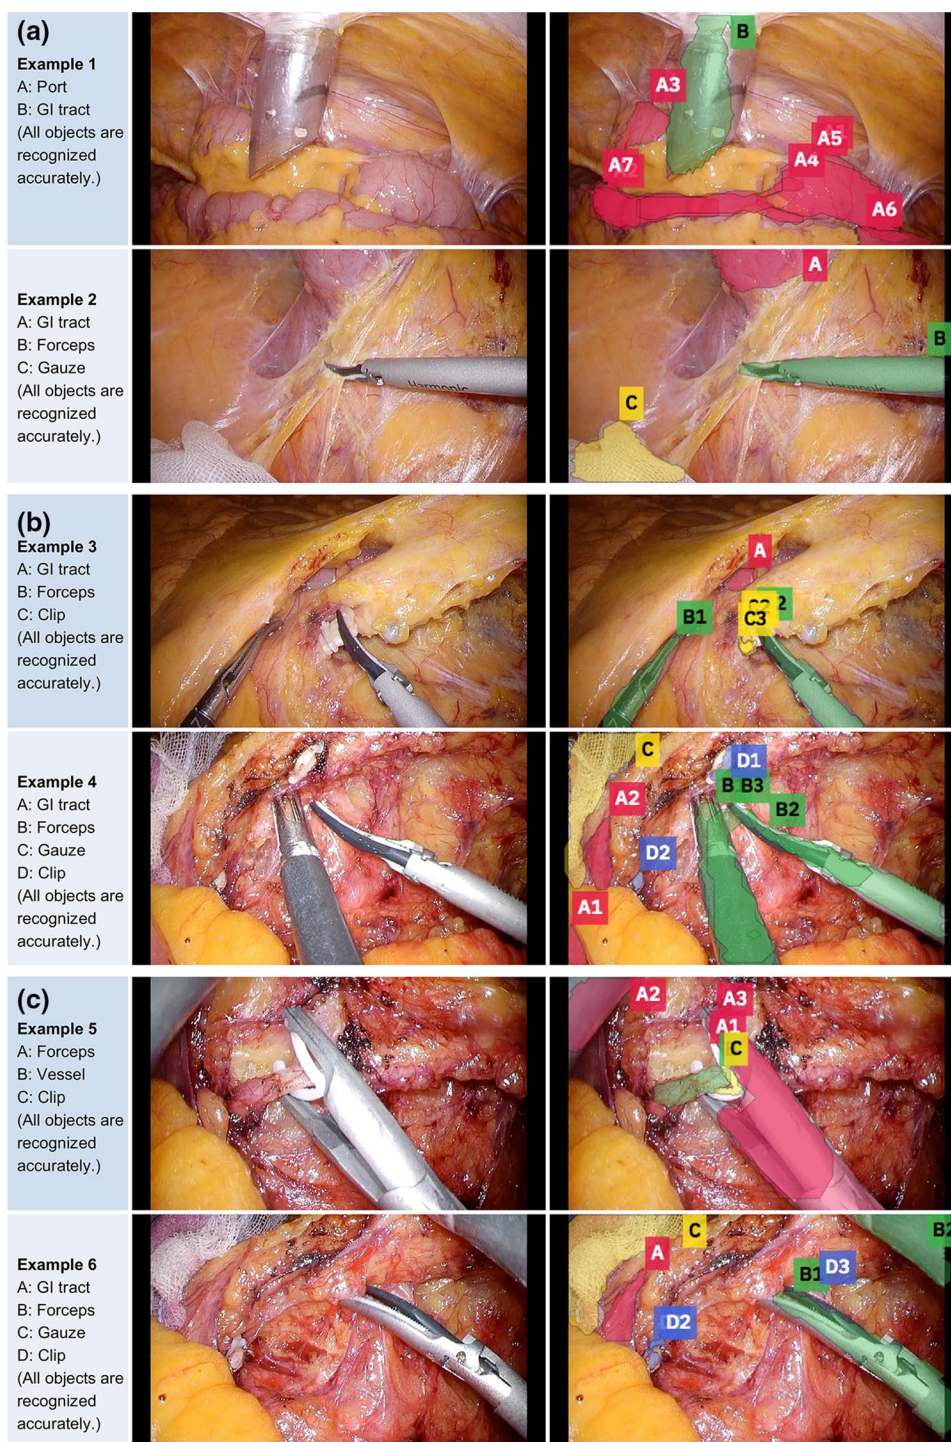 (a)
Example 1
A: Port
B: GI tract
(All objects are
recognized
accurately.)
B
A3
A5
A4
A7
A6
Example 2
A: GI tract
B: Forceps
C: Gauze
(All objects are
recognized
accurately.)
Harmonic
A
B
Harmonic
C
(b)
Example 3
A: GI tract
B: Forceps
C: Clip
(All objects are
recognized
accurately.)
A
B1
C3
Example 4
A: GI tract
B: Forceps
C: Gauze
D: Clip
(All objects are
recognized
accurately.)
C
D1
B3
A2
B2
D2
A1
(c)
Example 5
A: Forceps
B: Vessel
C: Clip
(All objects are
recognized
accurately.)
A2
A3
A1
C
Example 6
A: GI tract
B: Forceps
C: Gauze
D: Clip
(All objects are
recognized
accurately.)
C
B2
A
B1
D3
D2